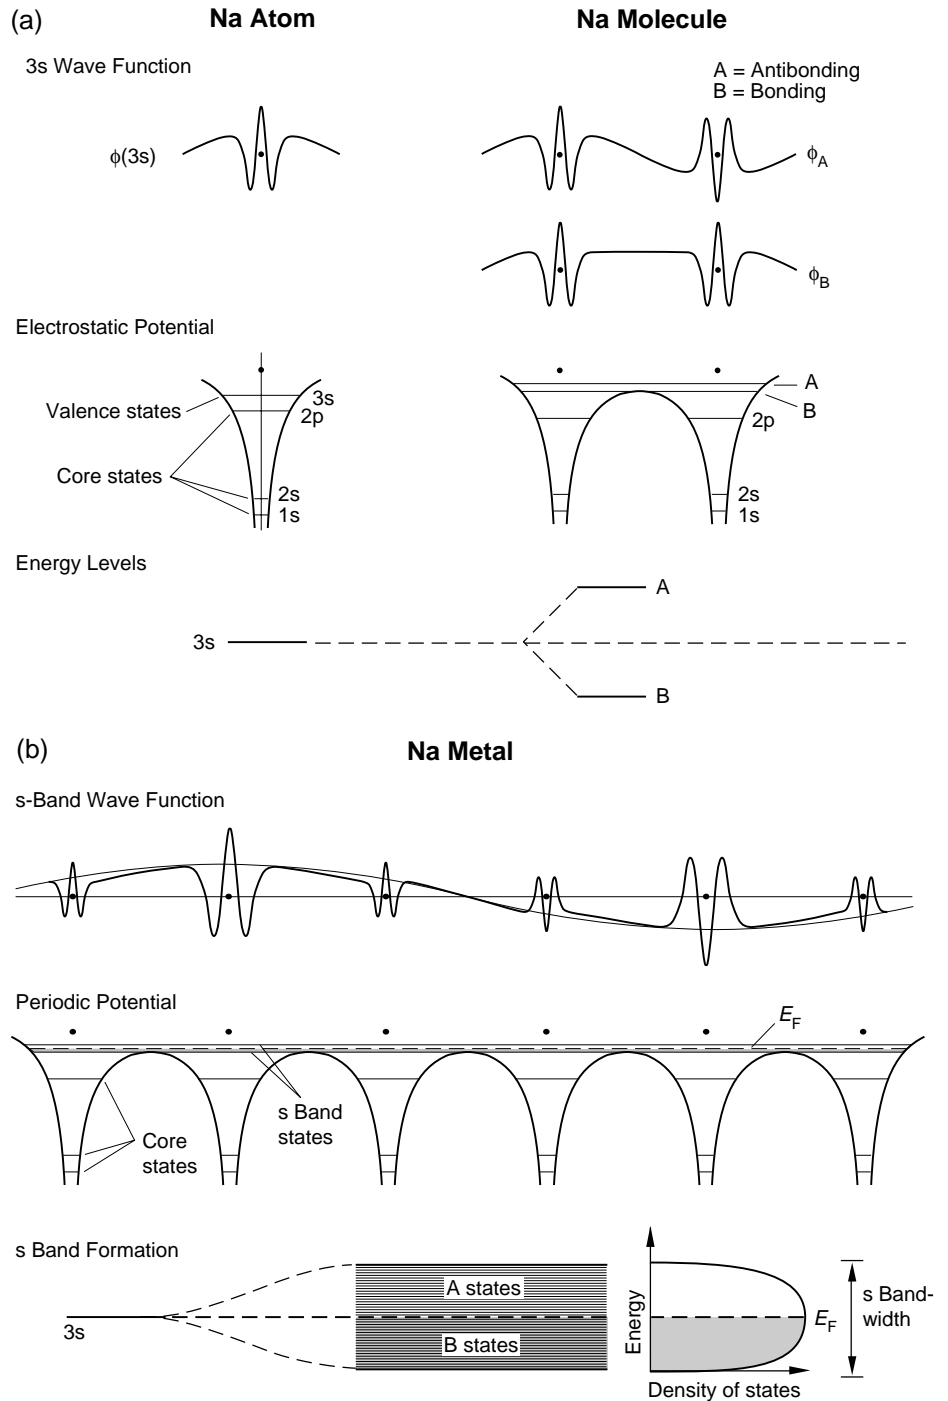 (a)
Na Atom
Na Molecule
3s Wave Function
A = Antibonding
B = Bonding
ϕ(3s)
ϕA
ϕB
Electrostatic Potential
Valence states
3s
2p
Core states
2s
1s
A
B
2p
2s
1s
Energy Levels
A
3s
B
(b)
Na Metal
s-Band Wave Function
Periodic Potential
EF
s Band
states
Core
states
s Band Formation
3s
A states
B states
Energy
EF
s Band-
width
Density of states